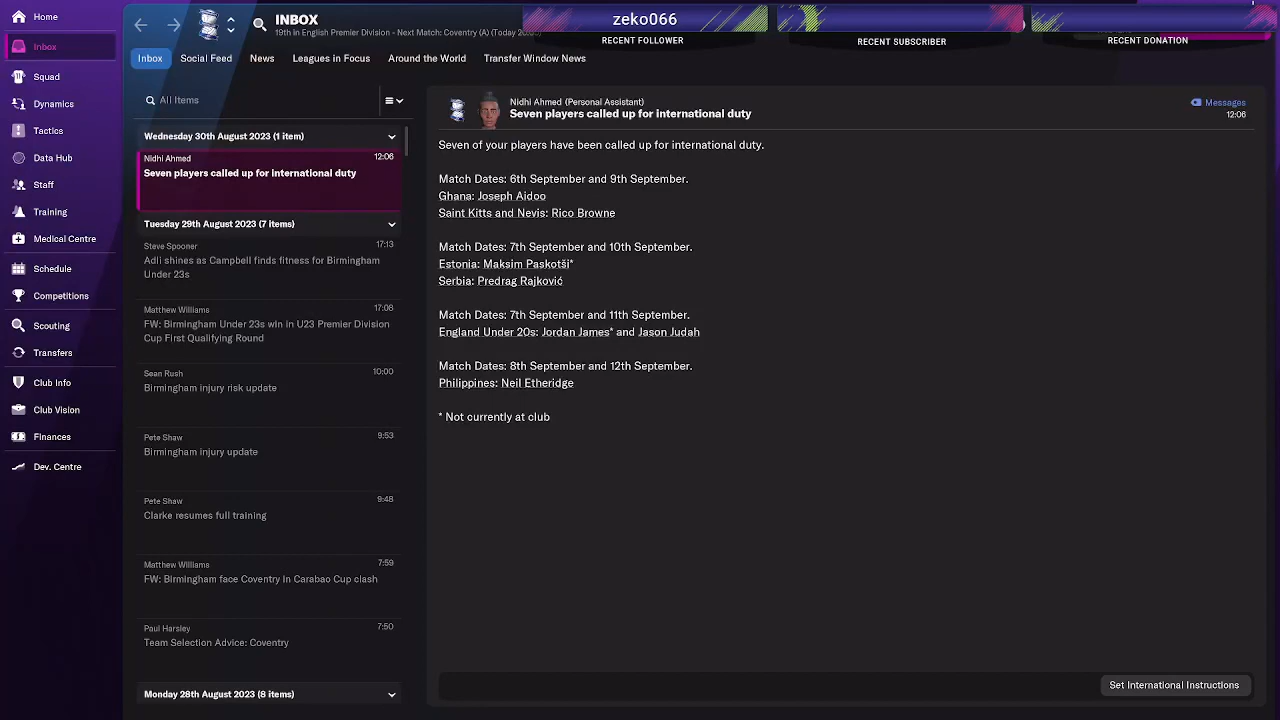 Home
Inbox
Squad
Dynamics
Tactics
Data Hub
Staff
Training
Medical Centre
Schedule
Competitions
Scouting
Transfers
Club Info
Club Vision
Finances
Dev. Centre
INBOX
19th in English Premier Division - Next Match: Coventry (A) (Today
zeko066
RECENT FOLLOWER
RECENT SUBSCRIBER
RECENT DONATION
Inbox
Social Feed
News
Leagues in Focus
Around the World
Transfer Window News
All Items
Wednesday 30th August 2023 (1 item)
Nidhi Ahmed 12:06
Seven players called up for international duty
Tuesday 29th August 2023 (7 items)
Steve Spooner 17:13
Adli shines as Campbell finds fitness for Birmingham
Under 23s
Matthew Williams 17:06
FW: Birmingham Under 23s win in U23 Premier Division
Cup First Qualifying Round
Sean Rush 10:00
Birmingham injury risk update
Pete Shaw 9:53
Birmingham injury update
Pete Shaw 9:48
Clarke resumes full training
Matthew Williams 7:59
FW: Birmingham face Coventry in Carabao Cup clash
Paul Harsley 7:50
Team Selection Advice: Coventry
Monday 28th August 2023 (8 items)
Nidhi Ahmed (Personal Assistant)
Seven players called up for international duty
Messages
12:06
Seven of your players have been called up for international duty.
Match Dates: 6th September and 9th September.
Ghana: Joseph Aidoo
Saint Kitts and Nevis: Rico Browne
Match Dates: 7th September and 10th September.
Estonia: Maksim Paskotši*
Serbia: Predrag Rajković
Match Dates: 7th September and 11th September.
England Under 20s: Jordan James* and Jason Judah
Match Dates: 8th September and 12th September.
Philippines: Neil Etheridge
* Not currently at club
Set International Instructions